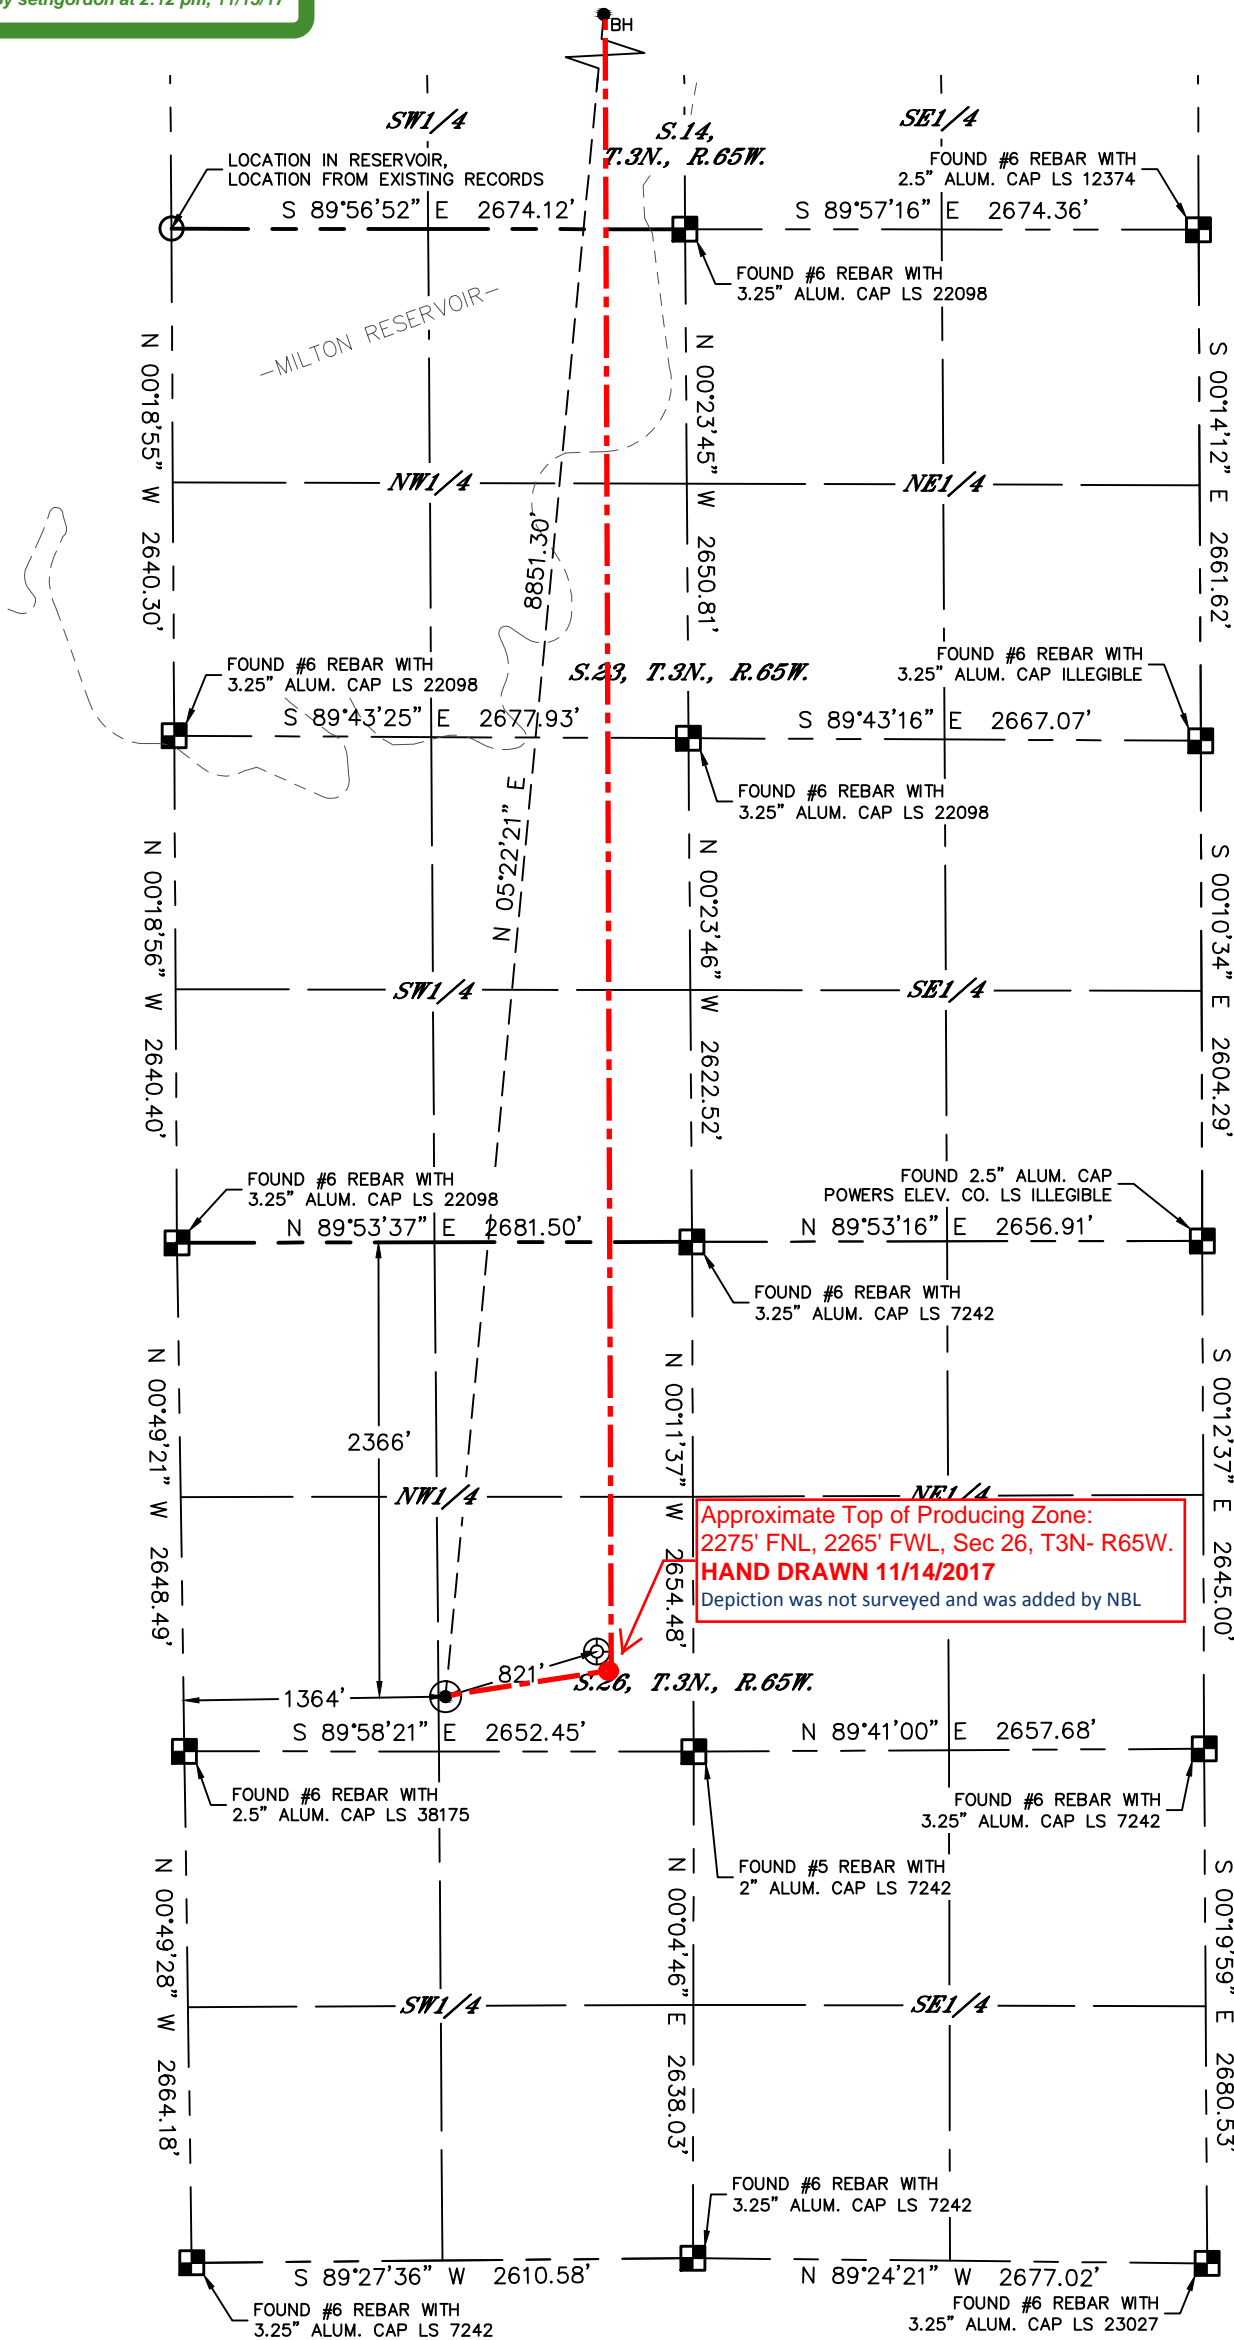 by sethgordon at 2:12 pm, 11/15/17
BH
SW1/4
SE1/4
S.14,
T.3N., R.65W.
LOCATION IN RESERVOIR,
LOCATION FROM EXISTING RECORDS
FOUND #6 REBAR WITH
2.5" ALUM. CAP LS 12374
S 89°56'52" E 2674.12'
S 89°57'16" E 2674.36'
FOUND #6 REBAR WITH
3.25" ALUM. CAP LS 22098
-MILTON RESERVOIR-
N 00°18'55" W 2640.30'
N 00°23'45" W 2650.81'
S 00°14'12" E 2661.62'
NW1/4
NE1/4
8851.30'
FOUND #6 REBAR WITH
3.25" ALUM. CAP LS 22098
S.23, T.3N., R.65W.
FOUND #6 REBAR WITH
3.25" ALUM. CAP ILLEGIBLE
S 89°43'25" E 2677.93'
S 89°43'16" E 2667.07'
FOUND #6 REBAR WITH
3.25" ALUM. CAP LS 22098
N 05°22'21" E
N 00°18'56" W 2640.40'
N 00°23'46" W 2622.52'
S 00°10'34" E 2604.29'
SW1/4
SE1/4
FOUND #6 REBAR WITH
3.25" ALUM. CAP LS 22098
FOUND 2.5" ALUM. CAP
POWERS ELEV. CO. LS ILLEGIBLE
N 89°53'37" E 2681.50'
N 89°53'16" E 2656.91'
FOUND #6 REBAR WITH
3.25" ALUM. CAP LS 7242
N 00°49'21" W 2648.49'
N 00°11'37" W 2654.48'
S 00°12'37" E 2645.00'
2366'
NW1/4
NE1/4
Approximate Top of Producing Zone:
2275' FNL, 2265' FWL, Sec 26, T3N- R65W.
HAND DRAWN 11/14/2017
Depiction was not surveyed and was added by NBL
821'
S.26, T.3N., R.65W.
1364'
S 89°58'21" E 2652.45'
N 89°41'00" E 2657.68'
FOUND #6 REBAR WITH
2.5" ALUM. CAP LS 38175
FOUND #6 REBAR WITH
3.25" ALUM. CAP LS 7242
FOUND #5 REBAR WITH
2" ALUM. CAP LS 7242
N 00°49'28" W 2664.18'
N 00°04'46" E 2638.03'
S 00°19'59" E 2680.53'
SW1/4
SE1/4
FOUND #6 REBAR WITH
3.25" ALUM. CAP LS 7242
S 89°27'36" W 2610.58'
N 89°24'21" W 2677.02'
FOUND #6 REBAR WITH
3.25" ALUM. CAP LS 7242
FOUND #6 REBAR WITH
3.25" ALUM. CAP LS 23027